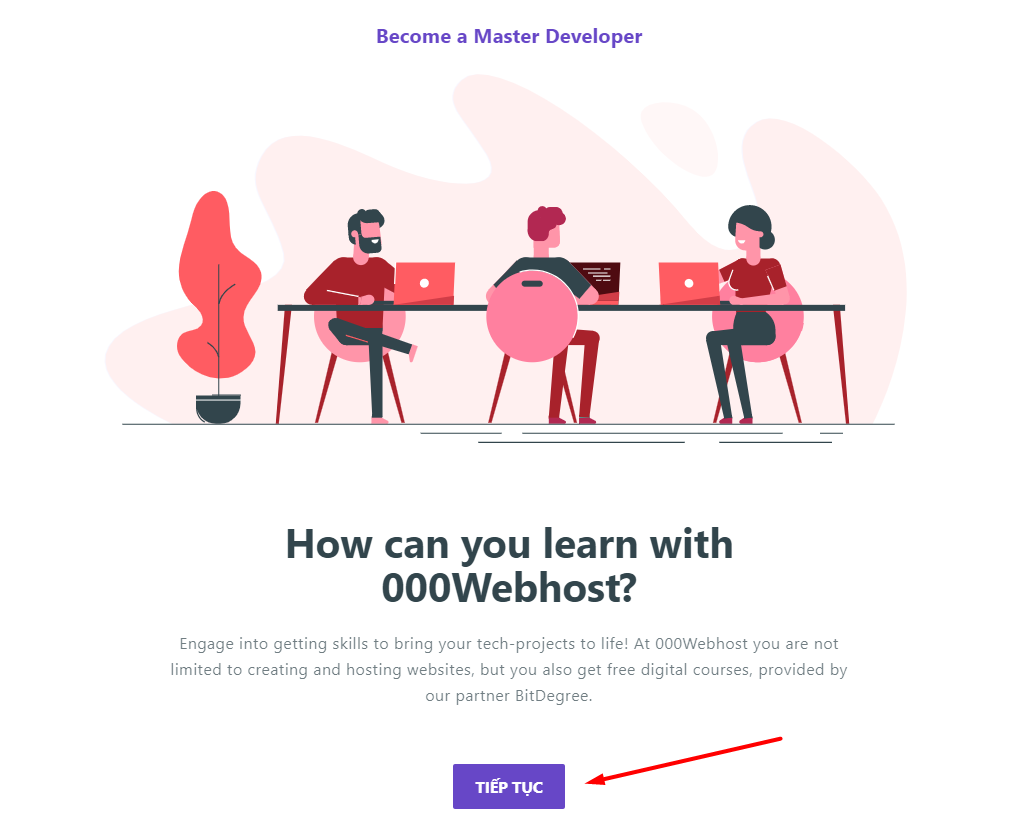 Become a Master Developer
How can you learn with
000Webhost?
Engage into getting skills to bring your tech-projects to life! At 000Webhost you are not
limited to creating and hosting websites, but you also get free digital courses, provided by
our partner BitDegree.
TIẾP TỤC